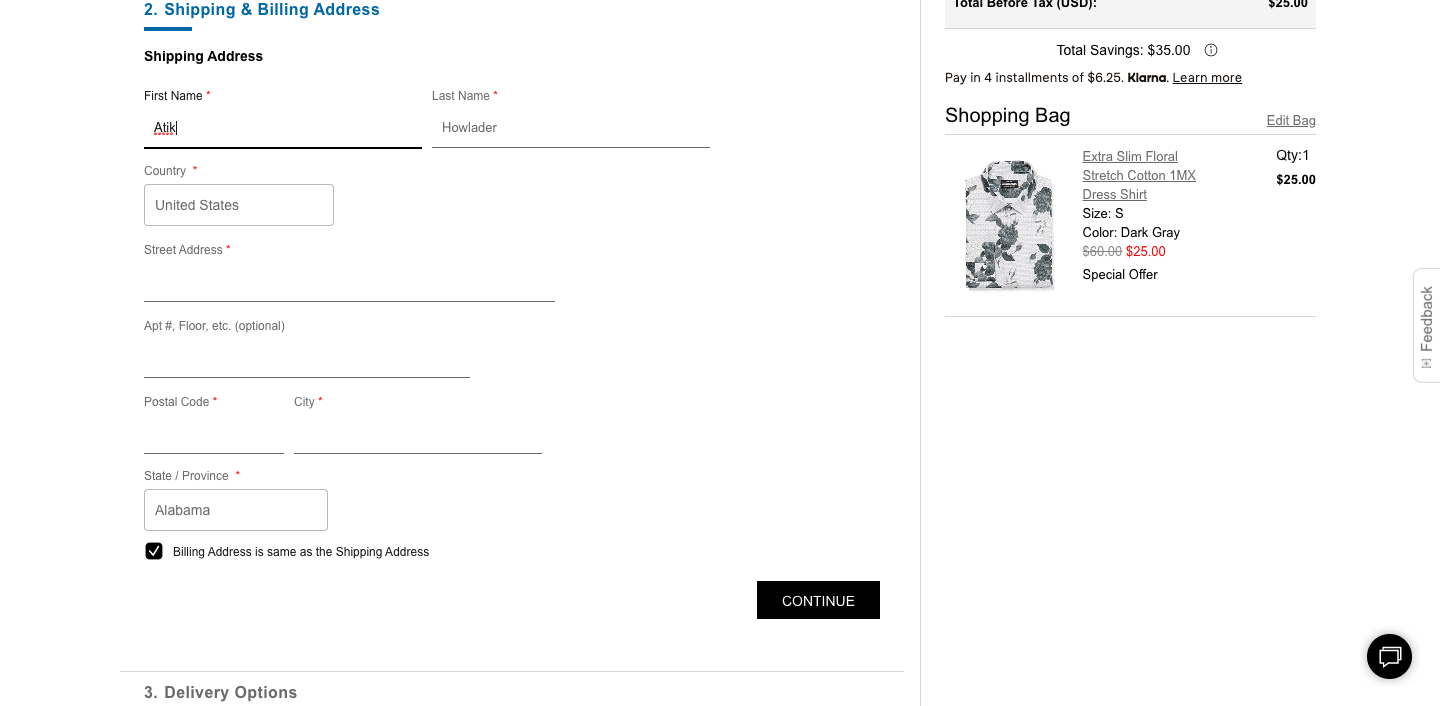 2. Shipping & Billing Address
Shipping Address
First Name *
Last Name *
Atik
Howlader
Country *
United States
Street Address *
Apt #, Floor, etc. (optional)
Postal Code *
City *
State / Province *
Alabama
Billing Address is same as the Shipping Address
CONTINUE
3. Delivery Options
Total Before Tax (USD):
$25.00
Total Savings: $35.00
Pay in 4 installments of $6.25. Klarna. Learn more
Shopping Bag
Edit Bag
Extra Slim Floral
Stretch Cotton 1MX
Dress Shirt
Size: S
Color: Dark Gray
$60.00 $25.00
Special Offer
Qty:1
$25.00
Feedback